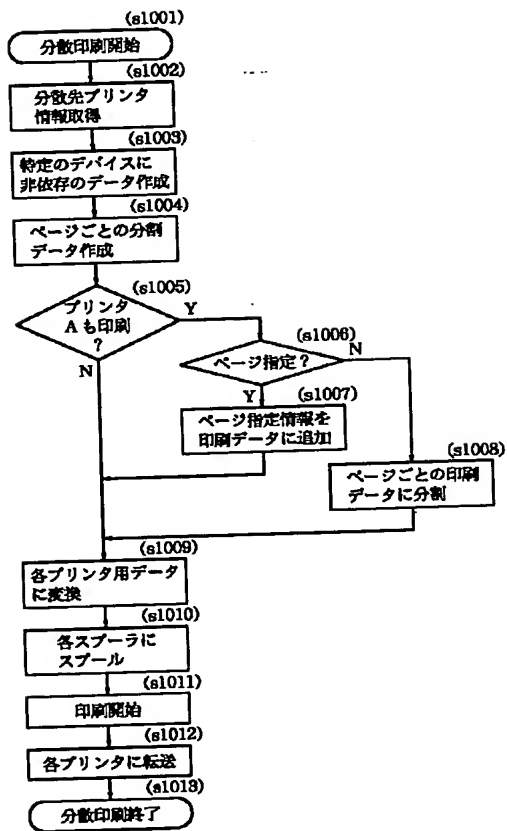 (s1001)
分散印刷開始
(s1002)
分散先プリンタ
情報取得
(s1003)
特定のデバイスに
非依存のデータ作成
(s1004)
ページごとの分割
データ作成
(s1005)
プリンタ
Aも印刷
?
Y
N
(s1006)
ページ指定?
N
Y
(s1007)
ページ指定情報を
印刷データに追加
(s1008)
ページごとの印刷
データに分割
(s1009)
各プリンタ用データ
に変換
(s1010)
各スプーラに
スプール
(s1011)
印刷開始
(s1012)
各プリンタに転送
(s1013)
分散印刷終了